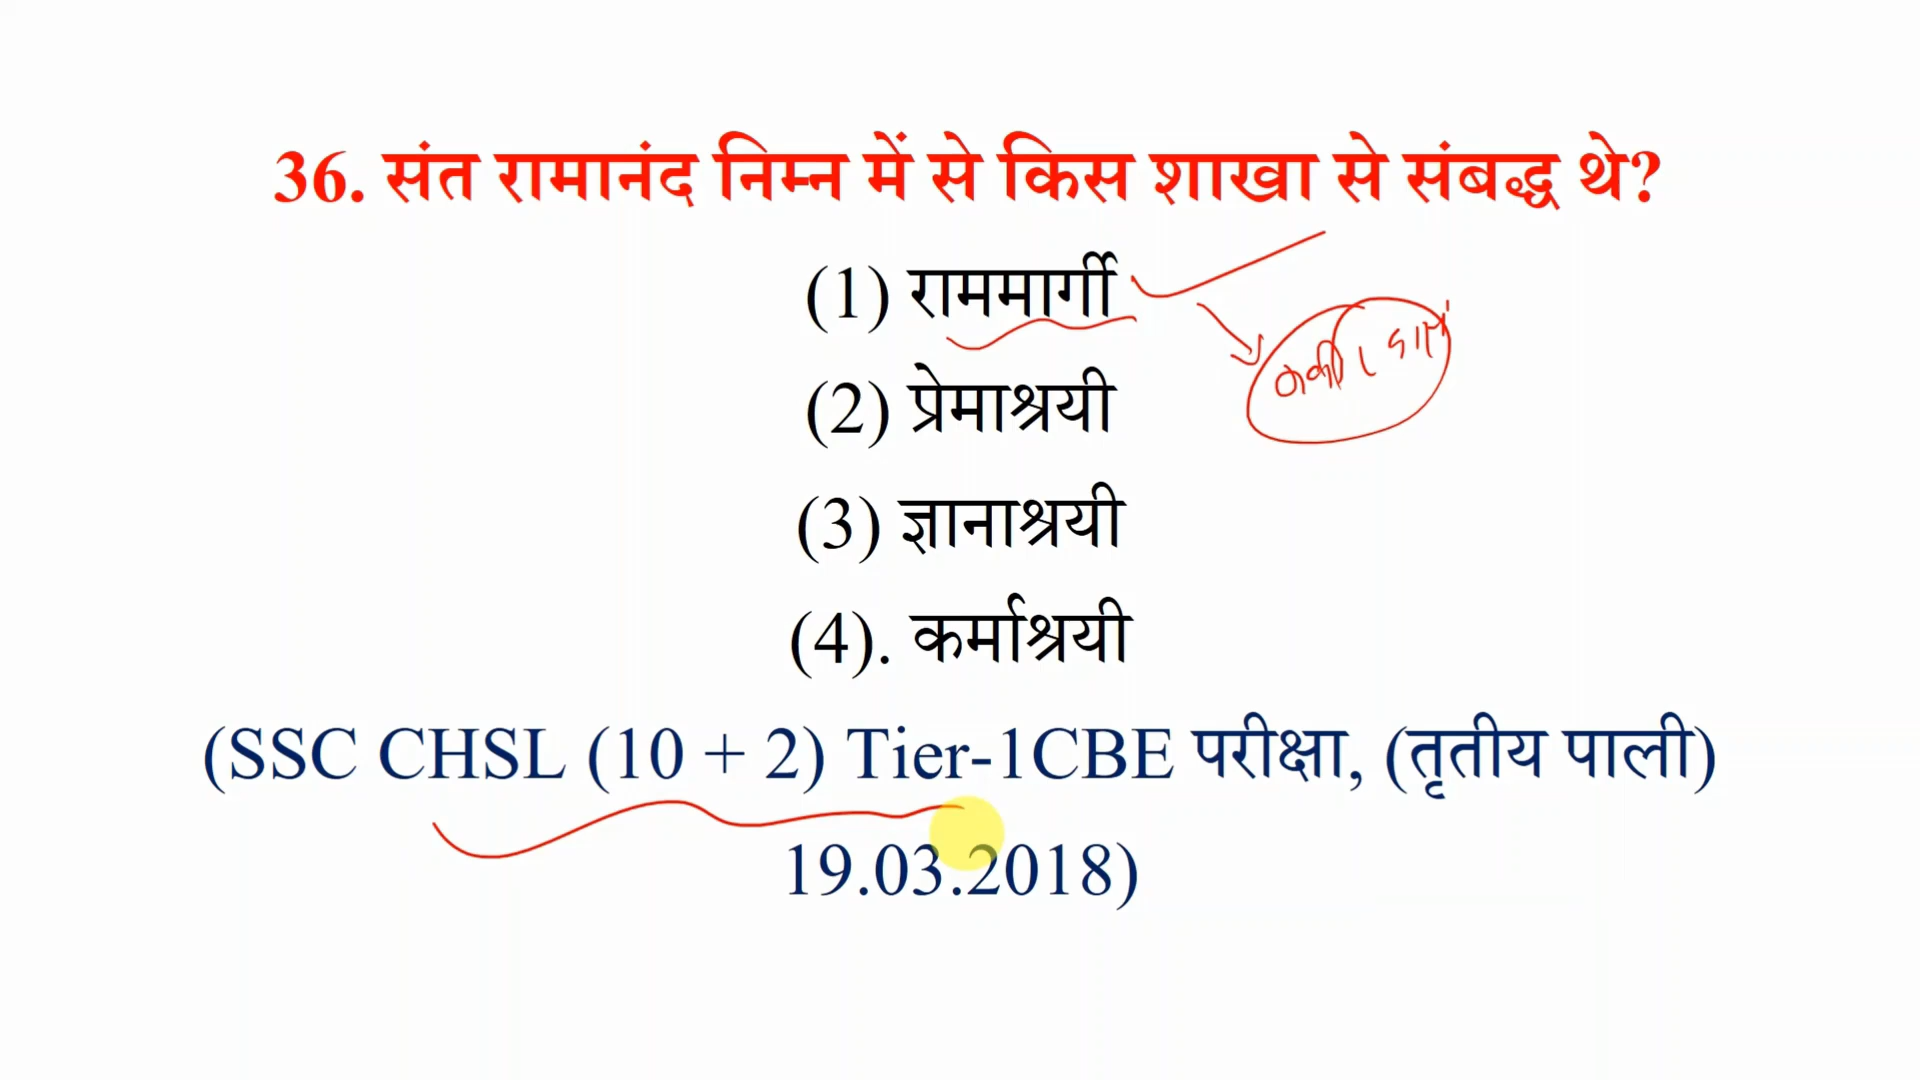 36. संत रामानंद निम्न में से किस शाखा से संबद्ध थे?
(1) राममार्गी
(2) प्रेमाश्रयी
(3) ज्ञानाश्रयी
(4). कर्माश्रयी
(SSC CHSL (10 + 2) Tier-1CBE परीक्षा, (तृतीय पाली)
19.03.2018)